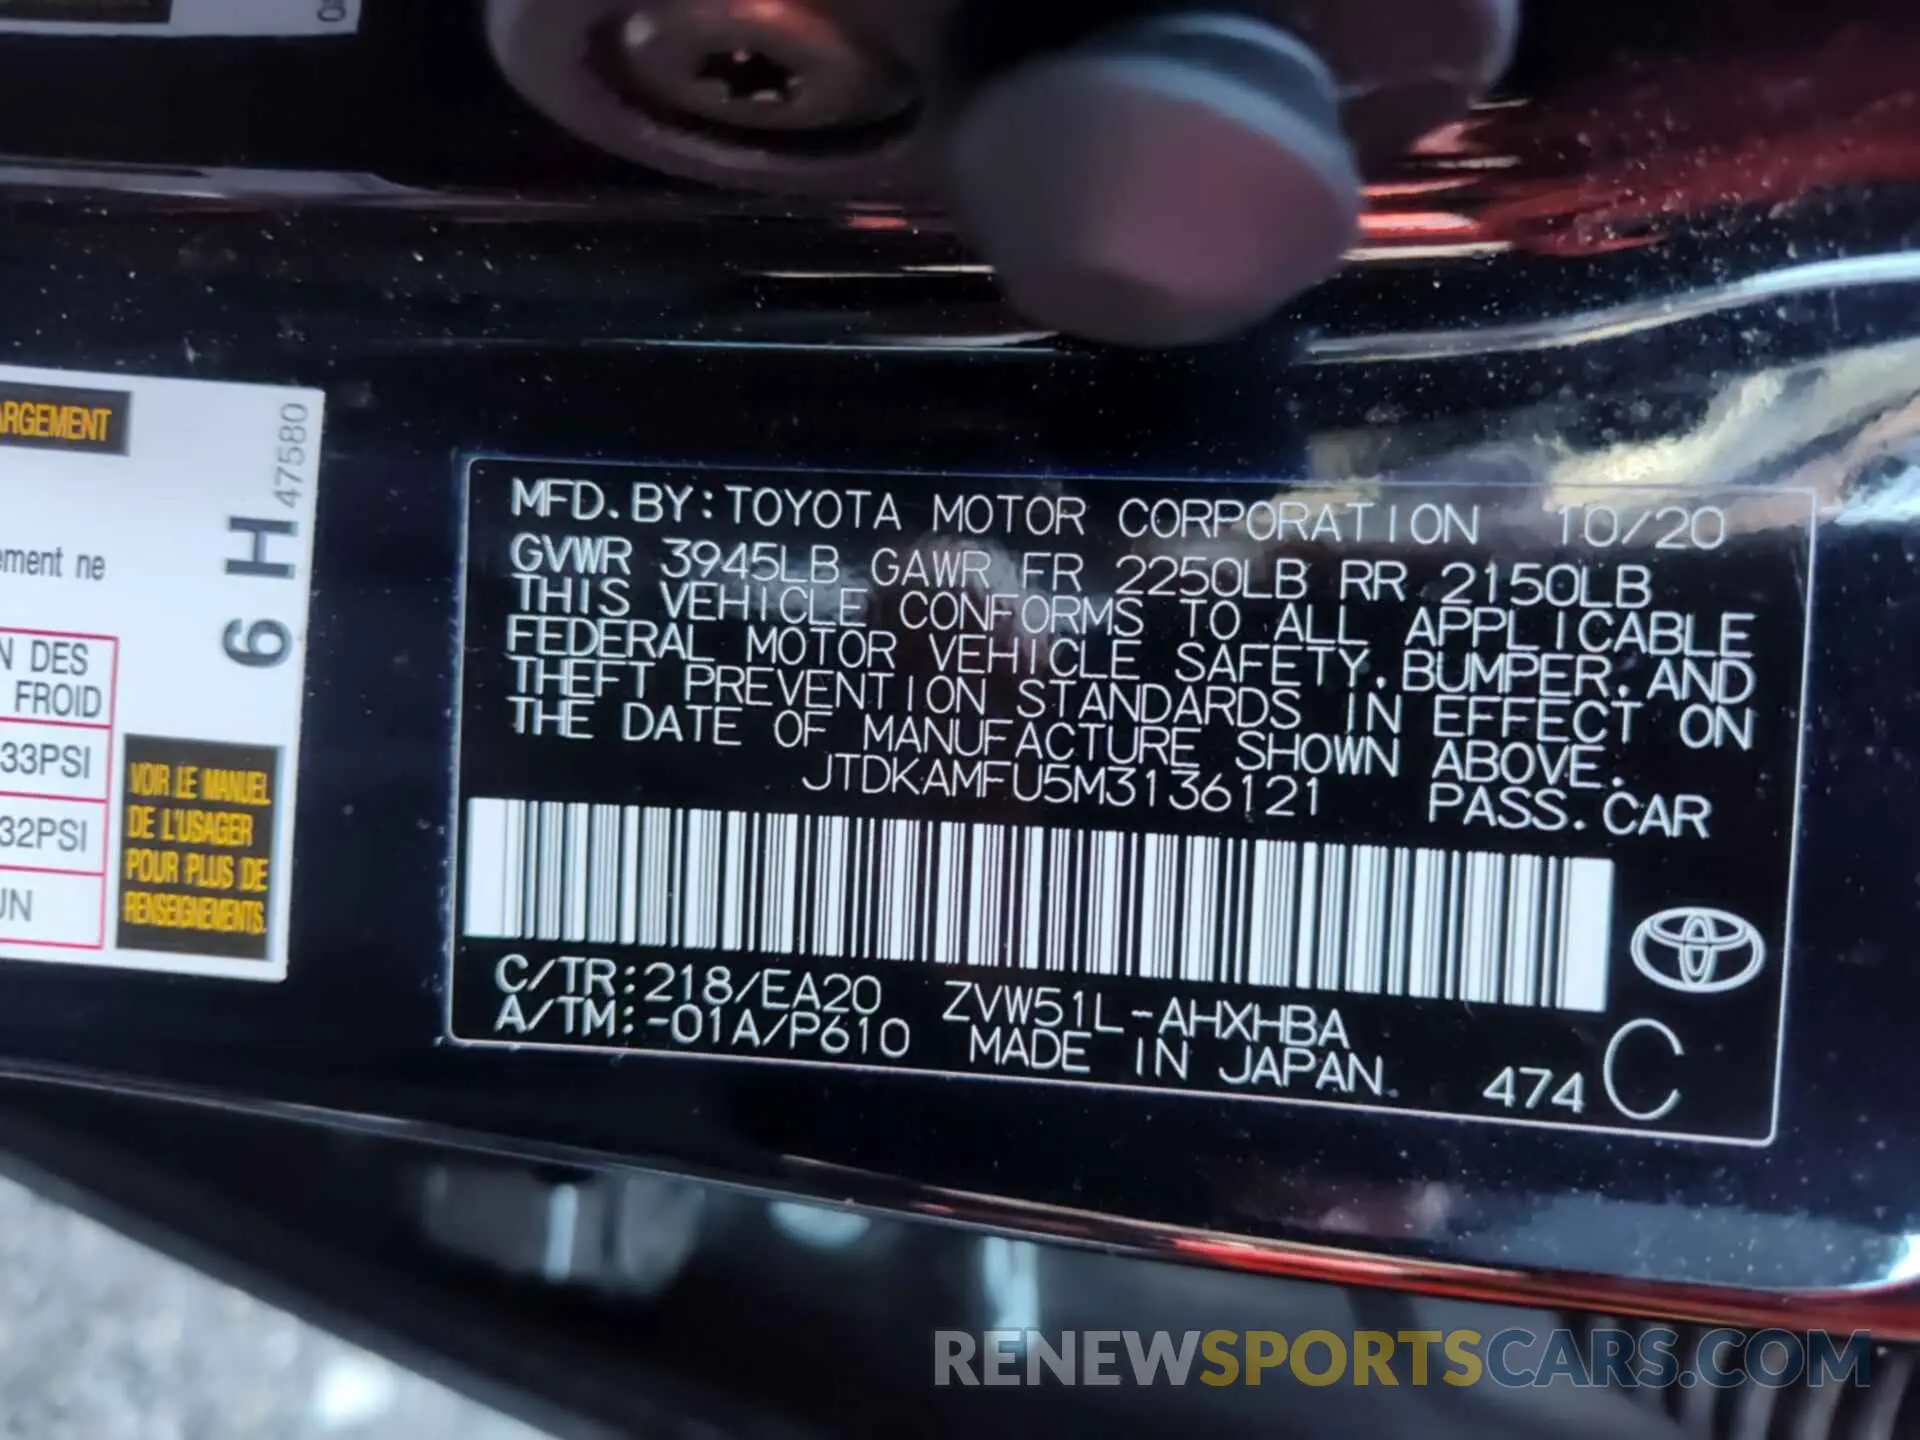 ARGEMENT
47580
6 H
ement ne
N DES
FROID
33PSI
32PSI
UN
VOIR LE MANUEL
DE L'USAGER
POUR PLUS DE
RENSEIGNEMENTS.
MFD. BY: TOYOTA MOTOR CORPORATION 10/20
GVWR 3945LB GAWR FR 2250LB RR 2150LB
THIS VEHICLE CONFORMS TO ALL APPLICABLE
FEDERAL MOTOR VEHICLE SAFETY, BUMPER, AND
THEFT PREVENTION STANDARDS IN EFFECT ON
THE DATE OF MANUFACTURE SHOWN ABOVE.
JTDKAMFU5M3136121 PASS. CAR
C/TR: 218/EA20 ZVW51L-AHXHBA
A/TM: -01A/P610 MADE IN JAPAN. 474 C
RENEWSPORTSCARS.COM